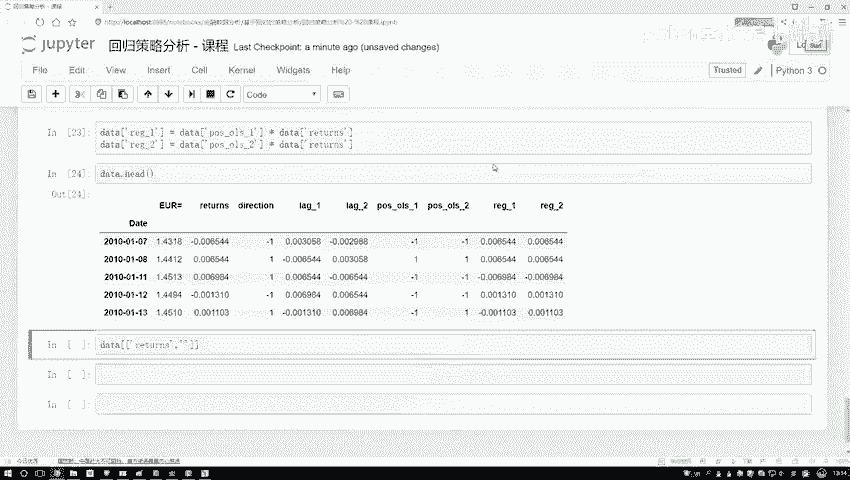 回归策略分析 - 课程
https://localhost:8888/notebooks/
jupyter 回归策略分析 - 课程 Last Checkpoint: a minute ago (unsaved changes)
File Edit View Insert Cell Kernel Widgets Help
Trusted Python 3
Code
In [23]: data['reg_1'] = data['pos_ols_1'] * data['returns']
data['reg_2'] = data['pos_ols_2'] * data['returns']
In [24]: data.head()
Out[24]:
EUR= returns direction lag_1 lag_2 pos_ols_1 pos_ols_2 reg_1 reg_2
Date
2010-01-07 1.4318 -0.006544 -1 0.003058 -0.002988 -1 -1 0.006544 0.006544
2010-01-08 1.4412 0.006544 1 -0.006544 0.003058 1 1 0.006544 0.006544
2010-01-11 1.4513 0.006984 1 0.006544 -0.006544 -1 -1 -0.006984 -0.006984
2010-01-12 1.4494 -0.001310 -1 0.006984 0.006544 -1 -1 0.001310 0.001310
2010-01-13 1.4510 0.001103 1 -0.001310 0.006984 -1 -1 -0.001103 -0.001103
In [ ]: data[['returns','']]
In [ ]:
In [ ]:
13:14